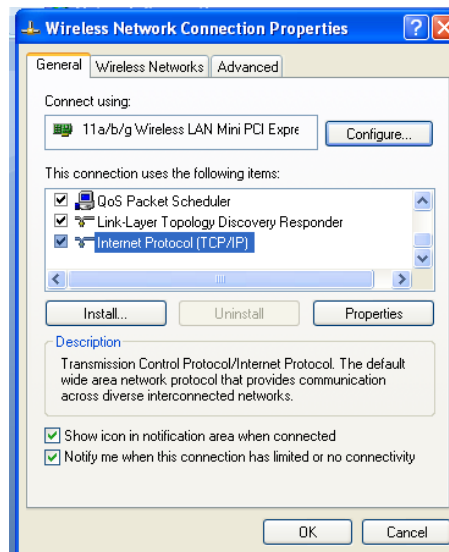 Wireless Network Connection Properties
General Wireless Networks Advanced
Connect using:
11a/b/g Wireless LAN Mini PCI Expre
Configure...
This connection uses the following items:
QoS Packet Scheduler
Link-Layer Topology Discovery Responder
Internet Protocol (TCP/IP)
Install... Uninstall Properties
Description
Transmission Control Protocol/Internet Protocol. The default
wide area network protocol that provides communication
across diverse interconnected networks.
Show icon in notification area when connected
Notify me when this connection has limited or no connectivity
OK Cancel